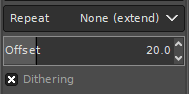 Repeat None (extend)
Offset 20.0
Dithering